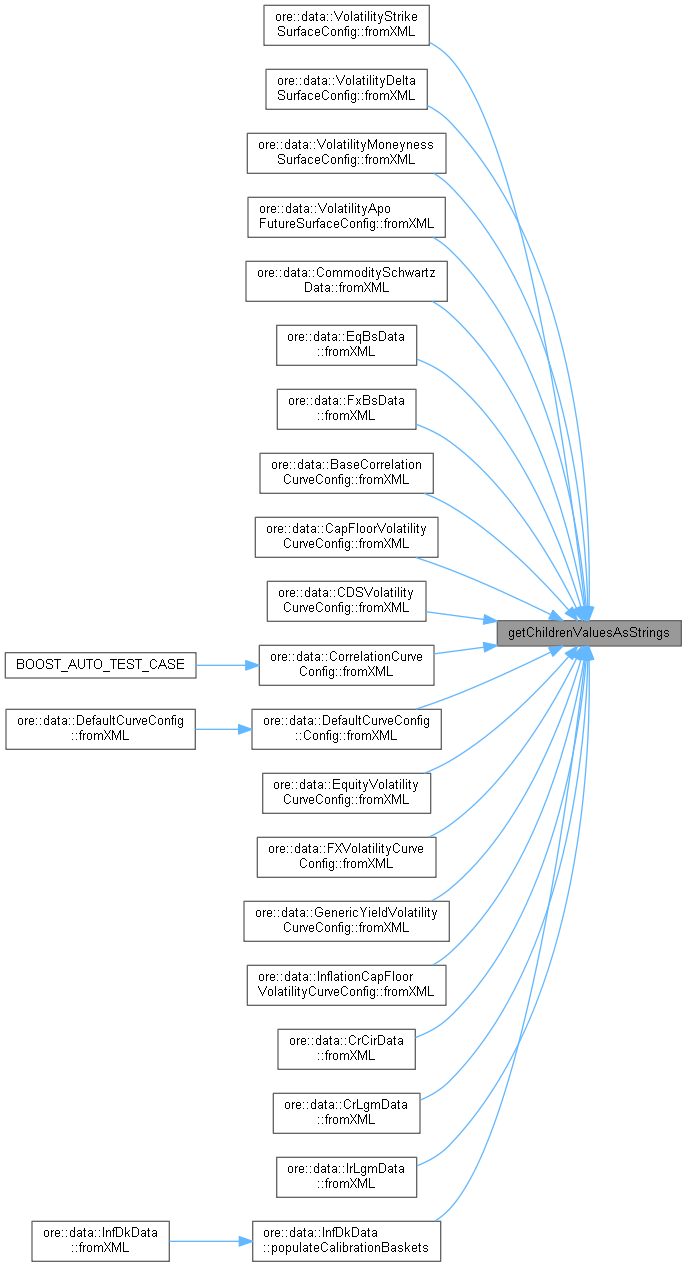 ore::data::VolatilityStrike
SurfaceConfig::fromXML
ore::data::VolatilityDelta
SurfaceConfig::fromXML
ore::data::VolatilityMoneyness
SurfaceConfig::fromXML
ore::data::VolatilityApo
FutureSurfaceConfig::fromXML
ore::data::CommoditySchwartz
Data::fromXML
ore::data::EqBsData
::fromXML
ore::data::FxBsData
::fromXML
ore::data::BaseCorrelation
CurveConfig::fromXML
ore::data::CapFloorVolatility
CurveConfig::fromXML
ore::data::CDSVolatility
CurveConfig::fromXML
getChildrenValuesAsStrings
BOOST_AUTO_TEST_CASE
ore::data::CorrelationCurve
Config::fromXML
ore::data::DefaultCurveConfig
::fromXML
ore::data::DefaultCurveConfig
::Config::fromXML
ore::data::EquityVolatility
CurveConfig::fromXML
ore::data::FXVolatilityCurve
Config::fromXML
ore::data::GenericYieldVolatility
CurveConfig::fromXML
ore::data::InflationCapFloor
VolatilityCurveConfig::fromXML
ore::data::CrCirData
::fromXML
ore::data::CrLgmData
::fromXML
ore::data::IrLgmData
::fromXML
ore::data::InfDkData
::fromXML
ore::data::InfDkData
::populateCalibrationBaskets